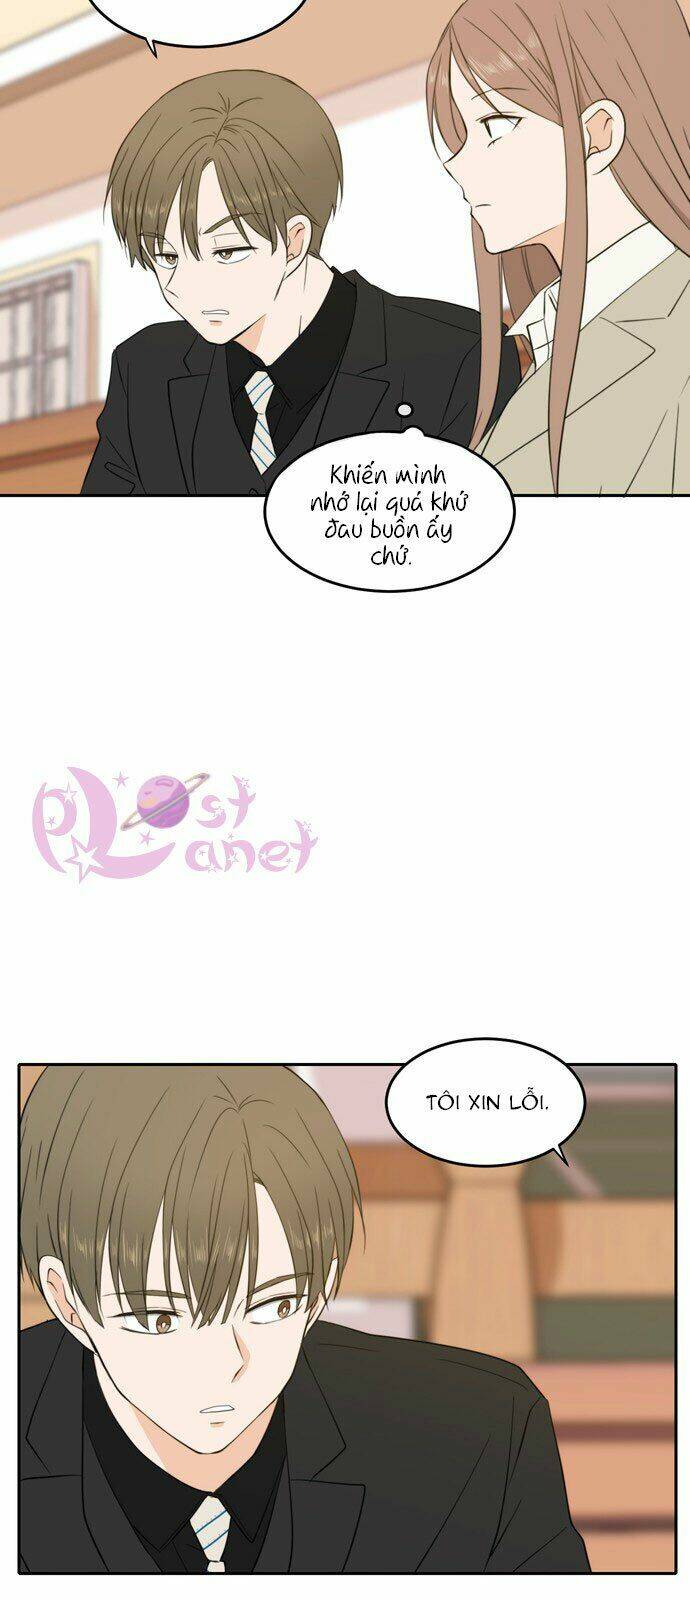 Khiến mình
nhớ lại quá khứ
đau buồn ấy
chứ.
Lost
Planet
TÔI XIN LỖI.